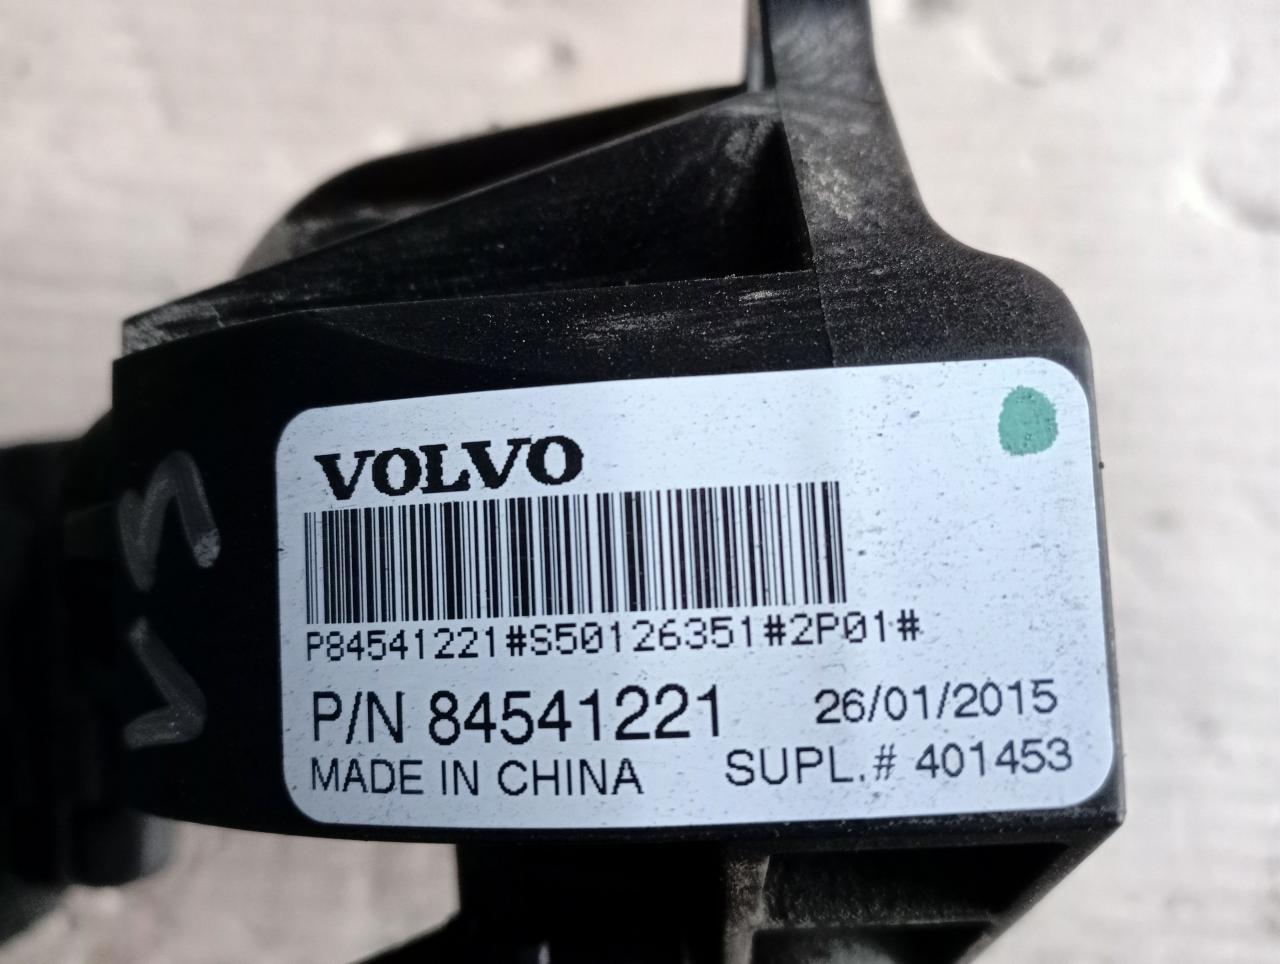 VOLVO
P84541221#S50126351#2P01#
P/N 84541221 26/01/2015
MADE IN CHINA SUPL.# 401453